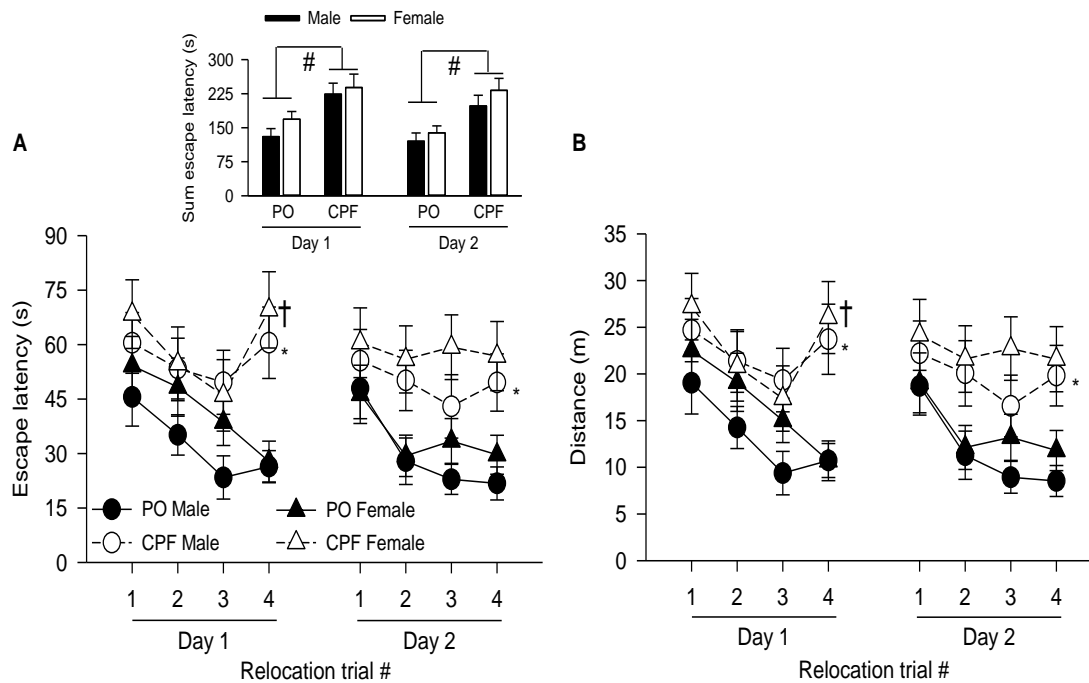 Male Female
Sum escape latency (s)
300
225
150
75
0
# #
PO CPF PO CPF
Day 1 Day 2
A
Escape latency (s)
90
75
60
45
30
15
0
†
*
*
PO Male PO Female
CPF Male CPF Female
1 2 3 4 1 2 3 4
Day 1 Day 2
Relocation trial #
B
Distance (m)
35
30
25
20
15
10
5
0
†
*
*
1 2 3 4 1 2 3 4
Day 1 Day 2
Relocation trial #